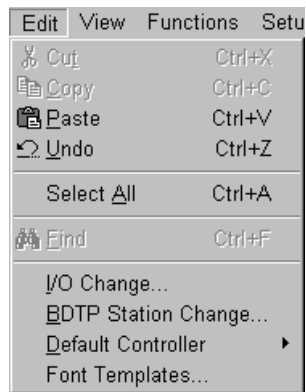 Edit View Functions Setu
Cut Ctrl+X
Copy Ctrl+C
Paste Ctrl+V
Undo Ctrl+Z
Select All Ctrl+A
Find Ctrl+F
I/O Change...
BDTP Station Change...
Default Controller
Font Templates...